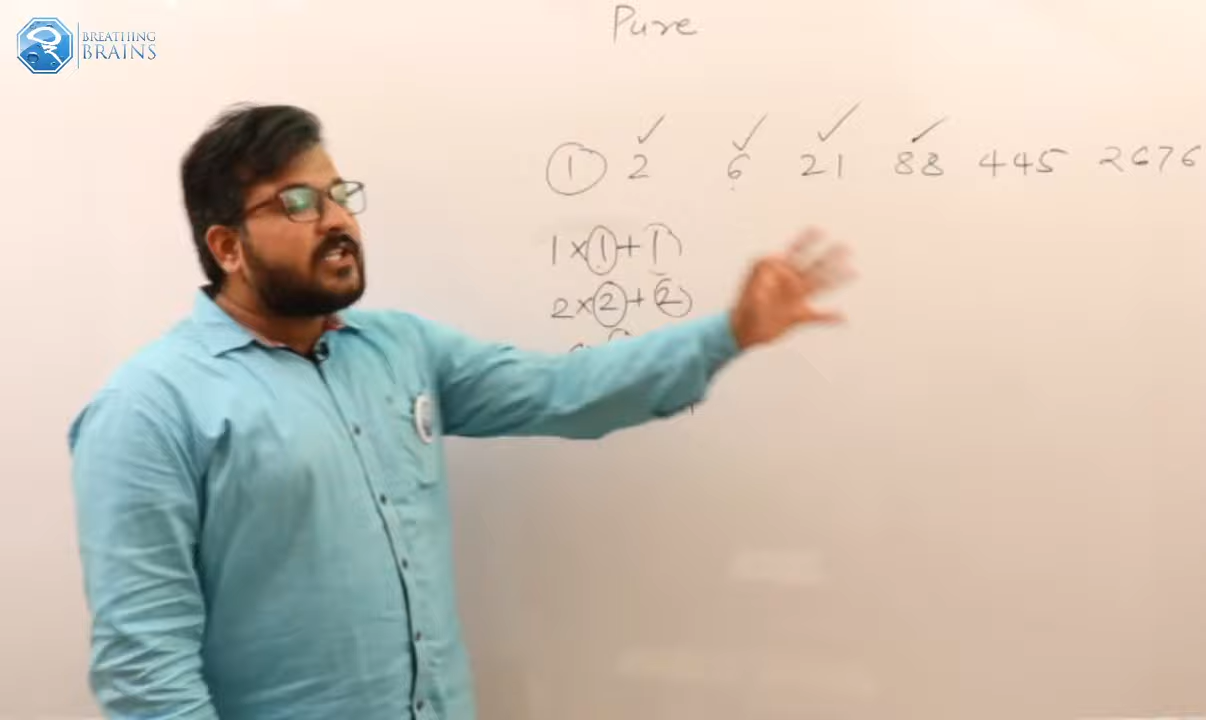 BREATHING
BRAINS
Pure
1 2 6 21 88 445 2676
1×1+1
2×2+2